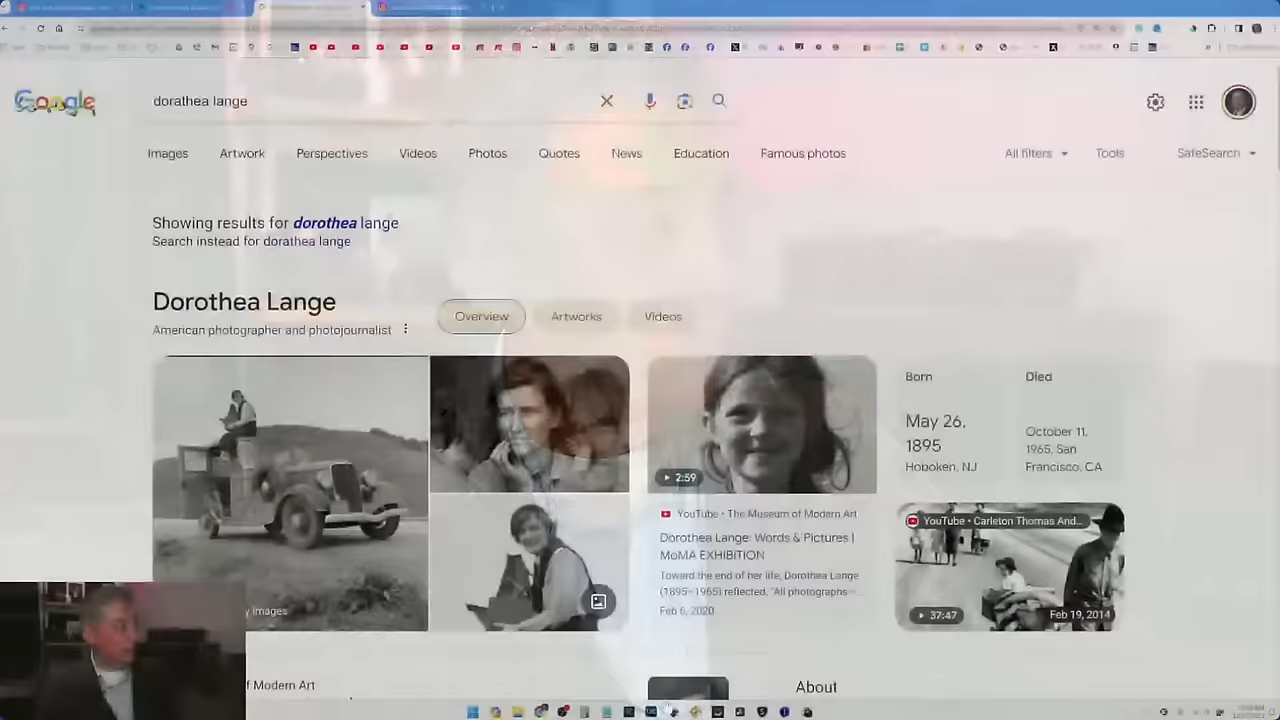 Google
dorathea lange
Images Artwork Perspectives Videos Photos Quotes News Education Famous photos All filters Tools SafeSearch
Showing results for dorothea lange
Search instead for dorathea lange
Dorothea Lange
American photographer and photojournalist
Overview Artworks Videos
Born
May 26,
1895
Hoboken, NJ
Died
October 11,
1965, San
Francisco, CA
2:59
YouTube • The Museum of Modern Art
Dorothea Lange: Words & Pictures |
MoMA EXHIBITION
Toward the end of her life, Dorothea Lange
(1895–1965) reflected, "All photographs—...
Feb 6, 2020
YouTube • Carleton Thomas And...
37:47
Feb 19, 2014
y Images
f Modern Art
About